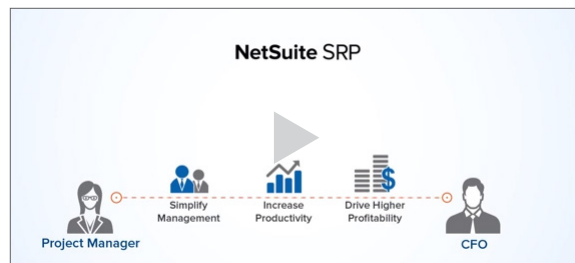 NetSuite SRP
Simplify
Management
Increase
Productivity
Drive Higher
Profitability
Project Manager
CFO